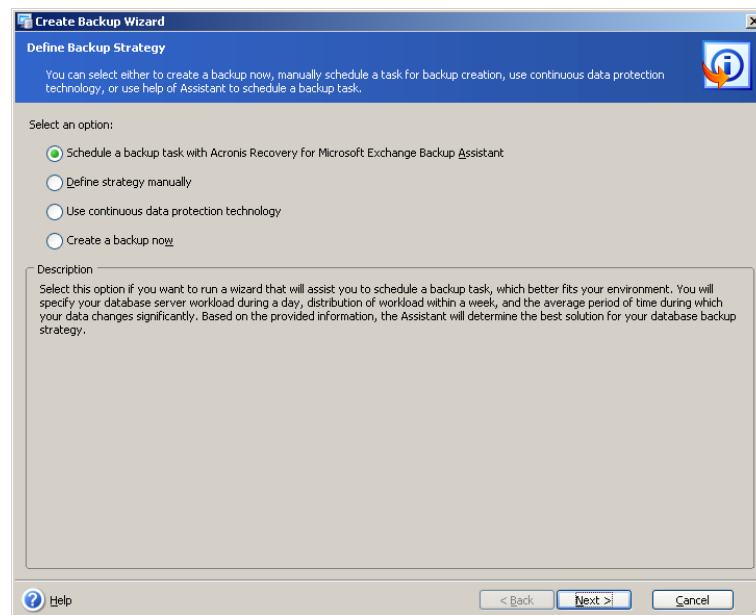 Create Backup Wizard
Define Backup Strategy
You can select either to create a backup now, manually schedule a task for backup creation, use continuous data protection
technology, or use help of Assistant to schedule a backup task.
Select an option:
Schedule a backup task with Acronis Recovery for Microsoft Exchange Backup Assistant
Define strategy manually
Use continuous data protection technology
Create a backup now
Description
Select this option if you want to run a wizard that will assist you to schedule a backup task, which better fits your environment. You will
specify your database server workload during a day, distribution of workload within a week, and the average period of time during which
your data changes significantly. Based on the provided information, the Assistant will determine the best solution for your database backup
strategy.
Help
< Back
Next >
Cancel